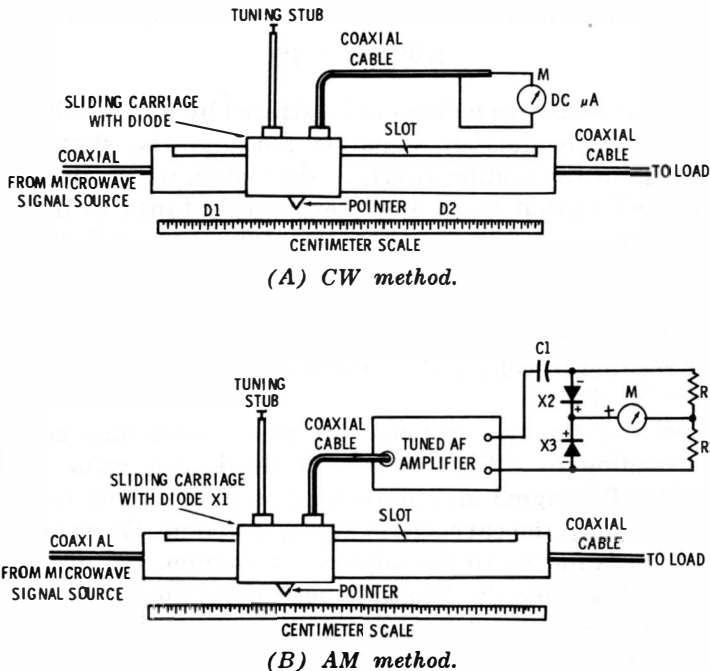 TUNING STUB
COAXIAL
CABLE
M
DC μA
SLIDING CARRIAGE
WITH DIODE
SLOT
COAXIAL
CABLE
COAXIAL
FROM MICROWAVE
SIGNAL SOURCE
TO LOAD
POINTER
D1
D2
CENTIMETER SCALE
(A) CW method.
C1
TUNING
STUB
COAXIAL
CABLE
TUNED AF
AMPLIFIER
X2
-
+
M
+
R
X3
+
-
R
SLIDING CARRIAGE
WITH DIODE X1
SLOT
COAXIAL
CABLE
COAXIAL
FROM MICROWAVE
SIGNAL SOURCE
TO LOAD
POINTER
CENTIMETER SCALE
(B) AM method.